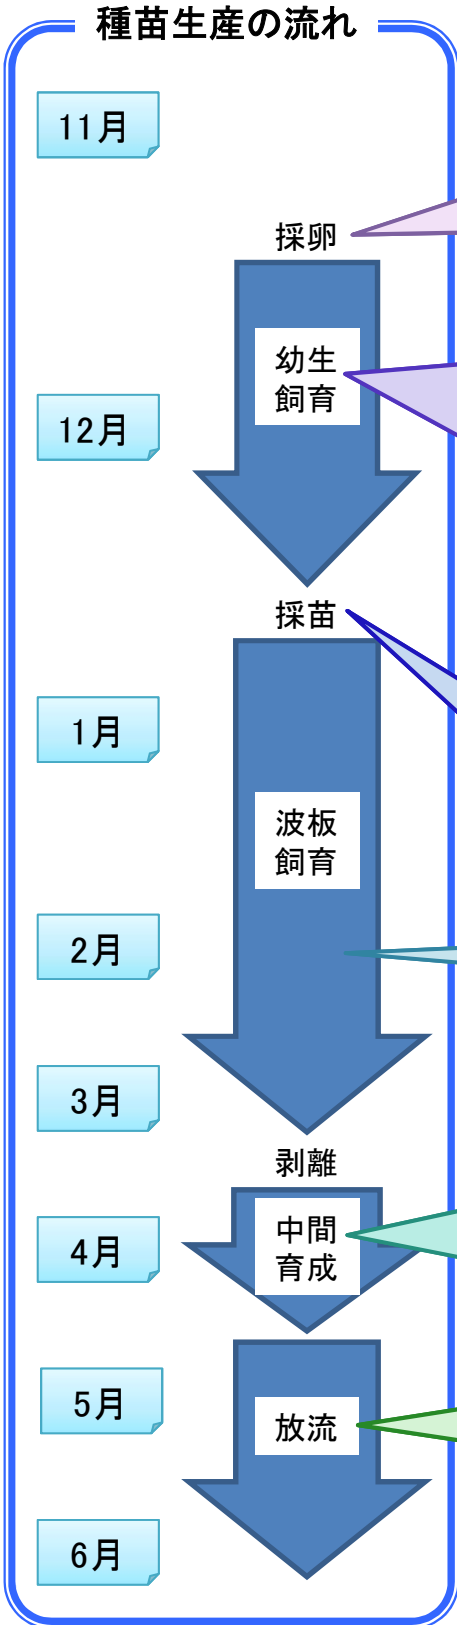 種苗生産の流れ
11月
採卵
幼生
飼育
12月
採苗
1月
波板
飼育
2月
3月
剥離
4月
中間
育成
5月
放流
6月